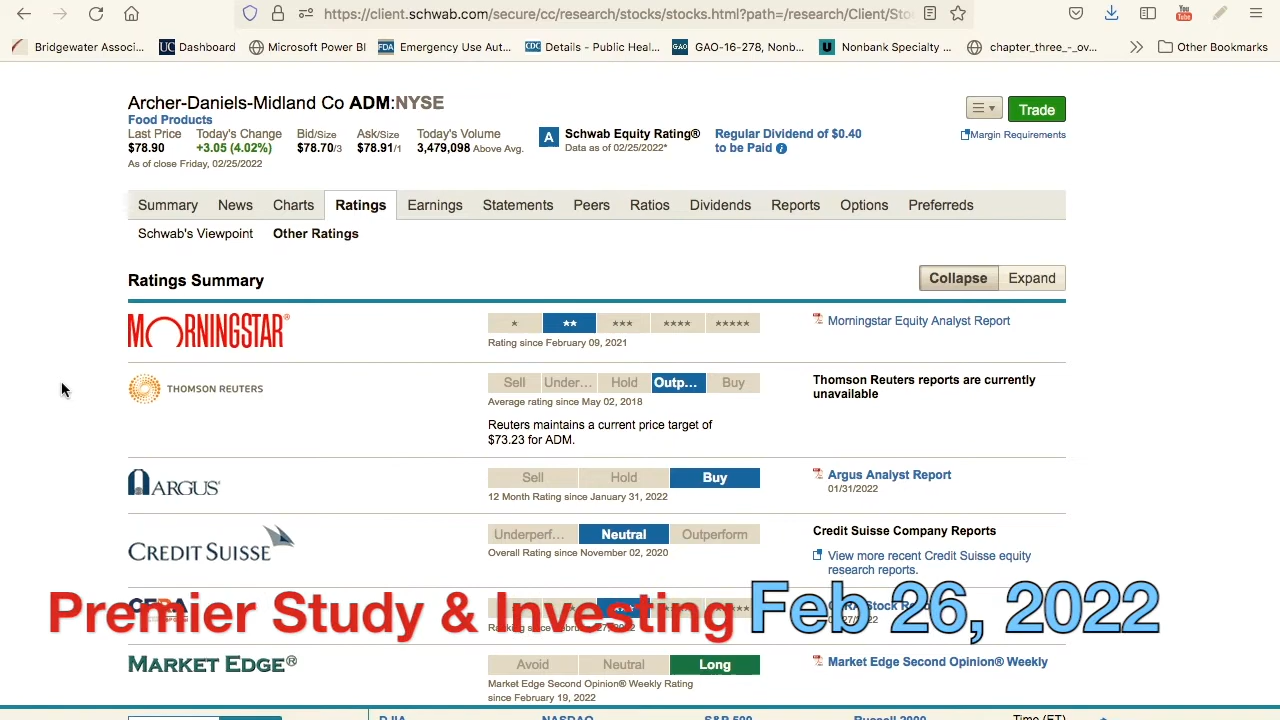 https://client.schwab.com/secure/cc/research/stocks/stocks.html?path=/research/Client/Sto
Bridgewater Associ... Dashboard Microsoft Power BI Emergency Use Aut... Details - Public Heal... GAO-16-278, Nonb... Nonbank Specialty ... chapter_three_-_ov... Other Bookmarks
Archer-Daniels-Midland Co ADM:NYSE
Food Products
Trade
Last Price Today's Change Bid/Size Ask/Size Today's Volume
$78.90 +3.05 (4.02%) $78.70/3 $78.91/1 3,479,098 Above Avg.
As of close Friday, 02/25/2022
A Schwab Equity Rating®
Data as of 02/25/2022*
Regular Dividend of $0.40
to be Paid
Margin Requirements
Summary News Charts Ratings Earnings Statements Peers Ratios Dividends Reports Options Preferreds
Schwab's Viewpoint Other Ratings
Ratings Summary
Collapse Expand
MORNINGSTAR®
★ ★★ ★★★ ★★★★ ★★★★★
Rating since February 09, 2021
Morningstar Equity Analyst Report
THOMSON REUTERS
Sell Under... Hold Outp... Buy
Average rating since May 02, 2018
Reuters maintains a current price target of
$73.23 for ADM.
Thomson Reuters reports are currently
unavailable
ARGUS
Sell Hold Buy
12 Month Rating since January 31, 2022
Argus Analyst Report
01/31/2022
CREDIT SUISSE
Underperf... Neutral Outperform
Overall Rating since November 02, 2020
Credit Suisse Company Reports
View more recent Credit Suisse equity
research reports.
Premier Study & Investing Feb 26, 2022
MARKET EDGE®
Avoid Neutral Long
Market Edge Second Opinion® Weekly Rating
since February 19, 2022
Market Edge Second Opinion® Weekly
DJIA NASDAQ S&P 500 Russell 2000 Time (ET)